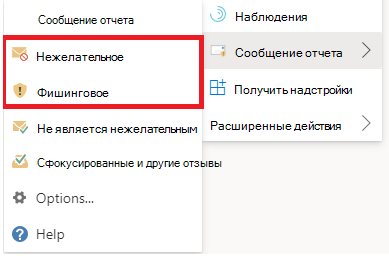 Сообщение отчета
Нежелательное
Фишинговое
Не является нежелательным
Сфокусированные и другие отзывы
Options...
Help
Наблюдения
Сообщение отчета
Получить надстройки
Расширенные действия